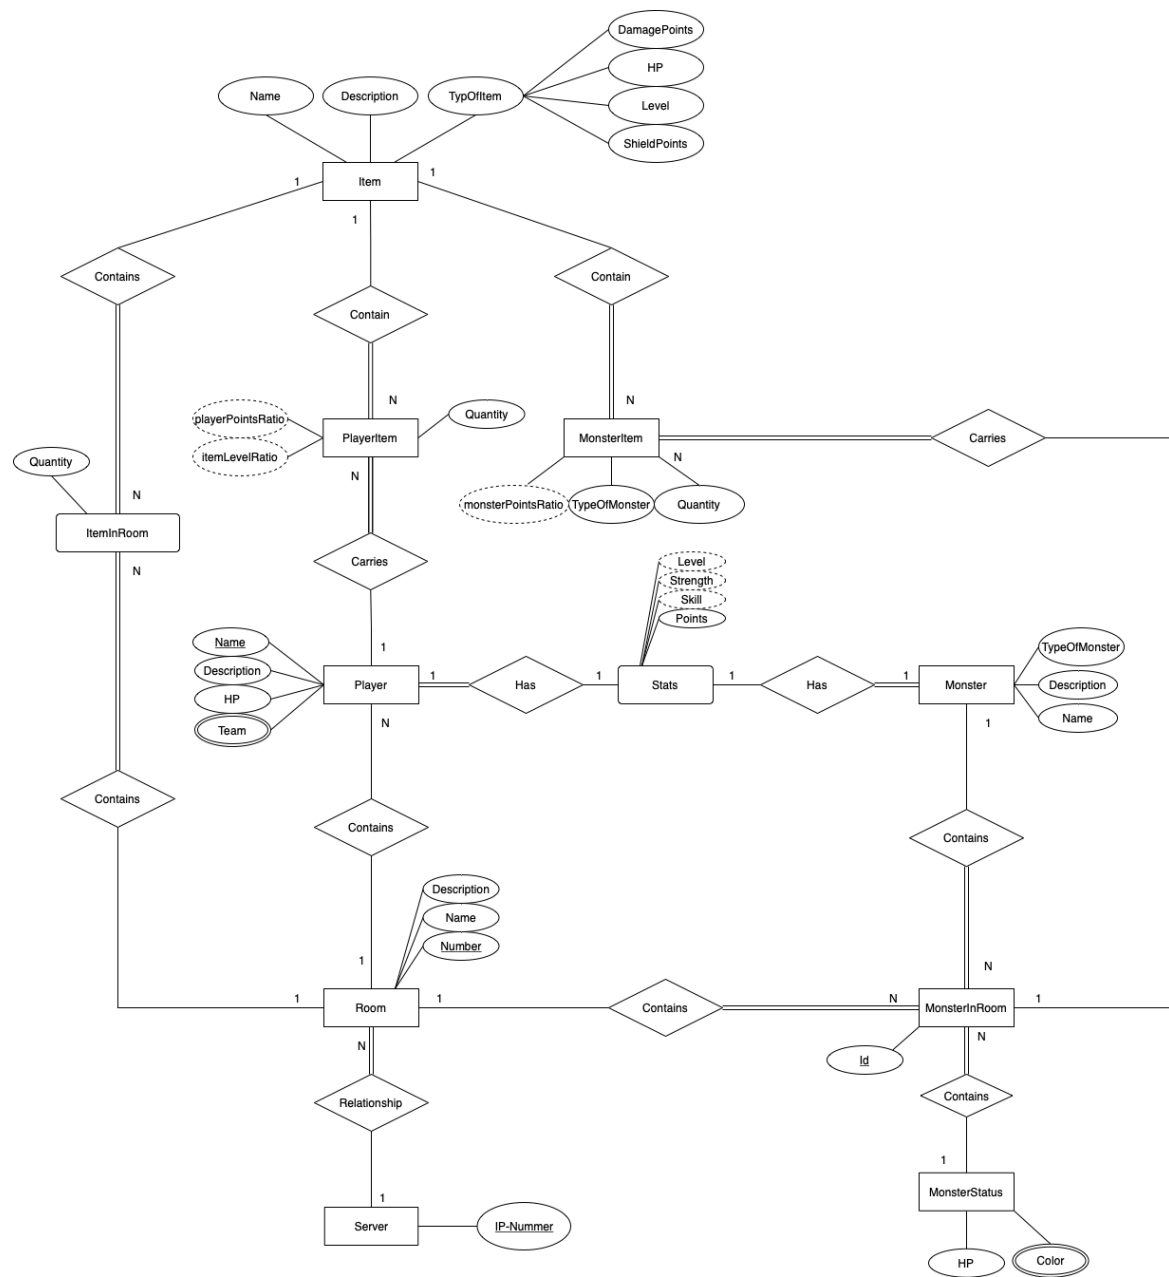 DamagePoints
HP
Name
Description
TypOfItem
Level
ShieldPoints
1
Item
1
1
Contains
Contain
Contain
N
N
playerPointsRatio
Quantity
PlayerItem
MonsterItem
Carries
itemLevelRatio
Quantity
N
N
N
monsterPointsRatio
TypeOfMonster
Quantity
ItemInRoom
N
Carries
Level
Strength
Skill
Points
Name
1
TypeOfMonster
Description
1
1
1
1
Player
Has
Stats
Has
Monster
Description
HP
Name
N
1
Team
Contains
Contains
Contains
Description
Name
Number
1
N
1
1
N
1
Room
Contains
MonsterInRoom
N
N
Id
Relationship
Contains
1
MonsterStatus
1
Server
IP-Nummer
HP
Color